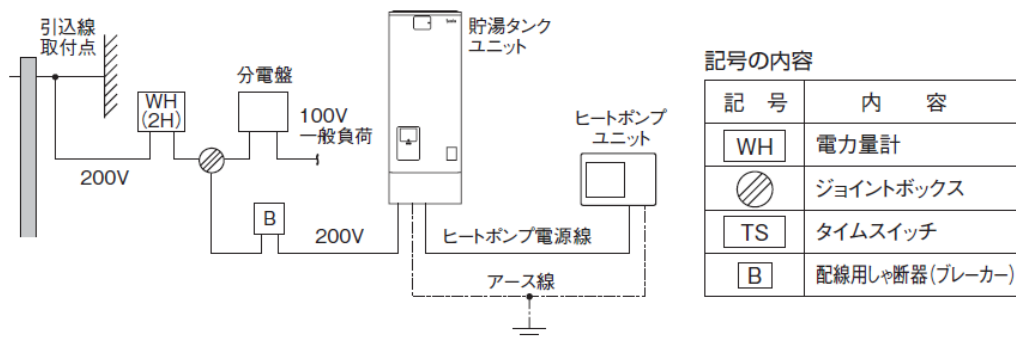 引込線
取付点
WH
(2H)
分電盤
100V
一般負荷
200V
B
200V
貯湯タンク
ユニット
ヒートポンプ
ユニット
ヒートポンプ電源線
アース線
記号の内容
記 号 内 容
WH 電力量計
ジョイントボックス
TS タイムスイッチ
B 配線用しゃ断器(ブレーカー)